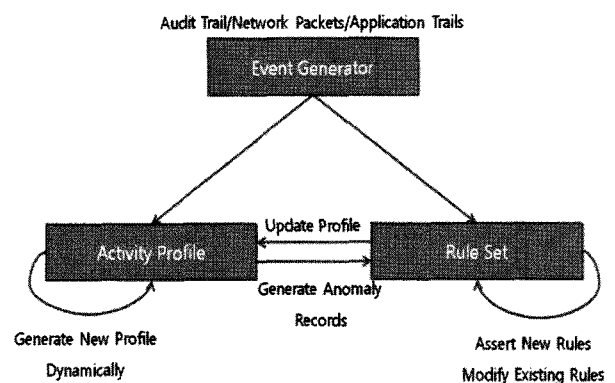 Audit Trail/Network Packets/Application Trails
Event Generator
Update Profile
Activity Profile
Rule Set
Generate Anomaly
Records
Generate New Profile
Dynamically
Assert New Rules
Modify Existing Rules